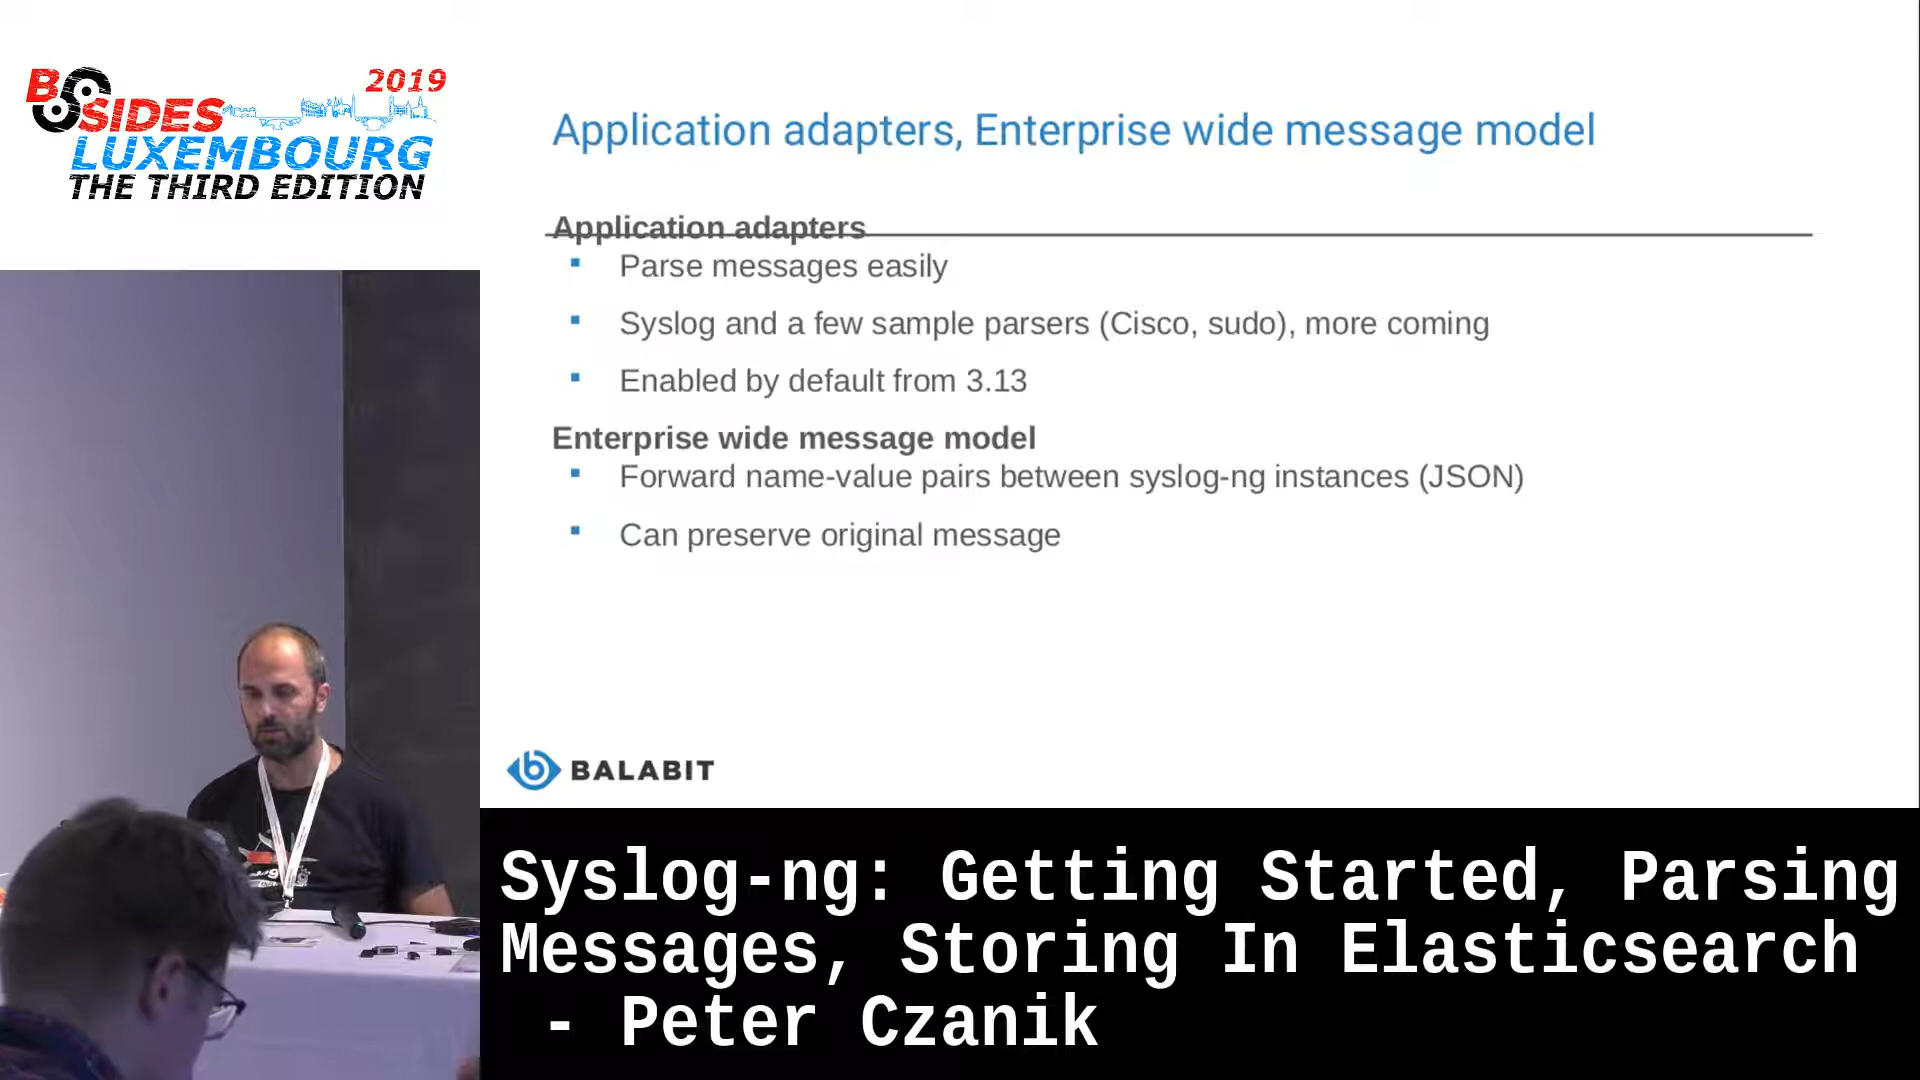 2019
BSIDES
LUXEMBOURG
THE THIRD EDITION
Application adapters, Enterprise wide message model
Application adapters
Parse messages easily
Syslog and a few sample parsers (Cisco, sudo), more coming
Enabled by default from 3.13
Enterprise wide message model
Forward name-value pairs between syslog-ng instances (JSON)
Can preserve original message
BALABIT
Syslog-ng: Getting Started, Parsing
Messages, Storing In Elasticsearch
- Peter Czanik